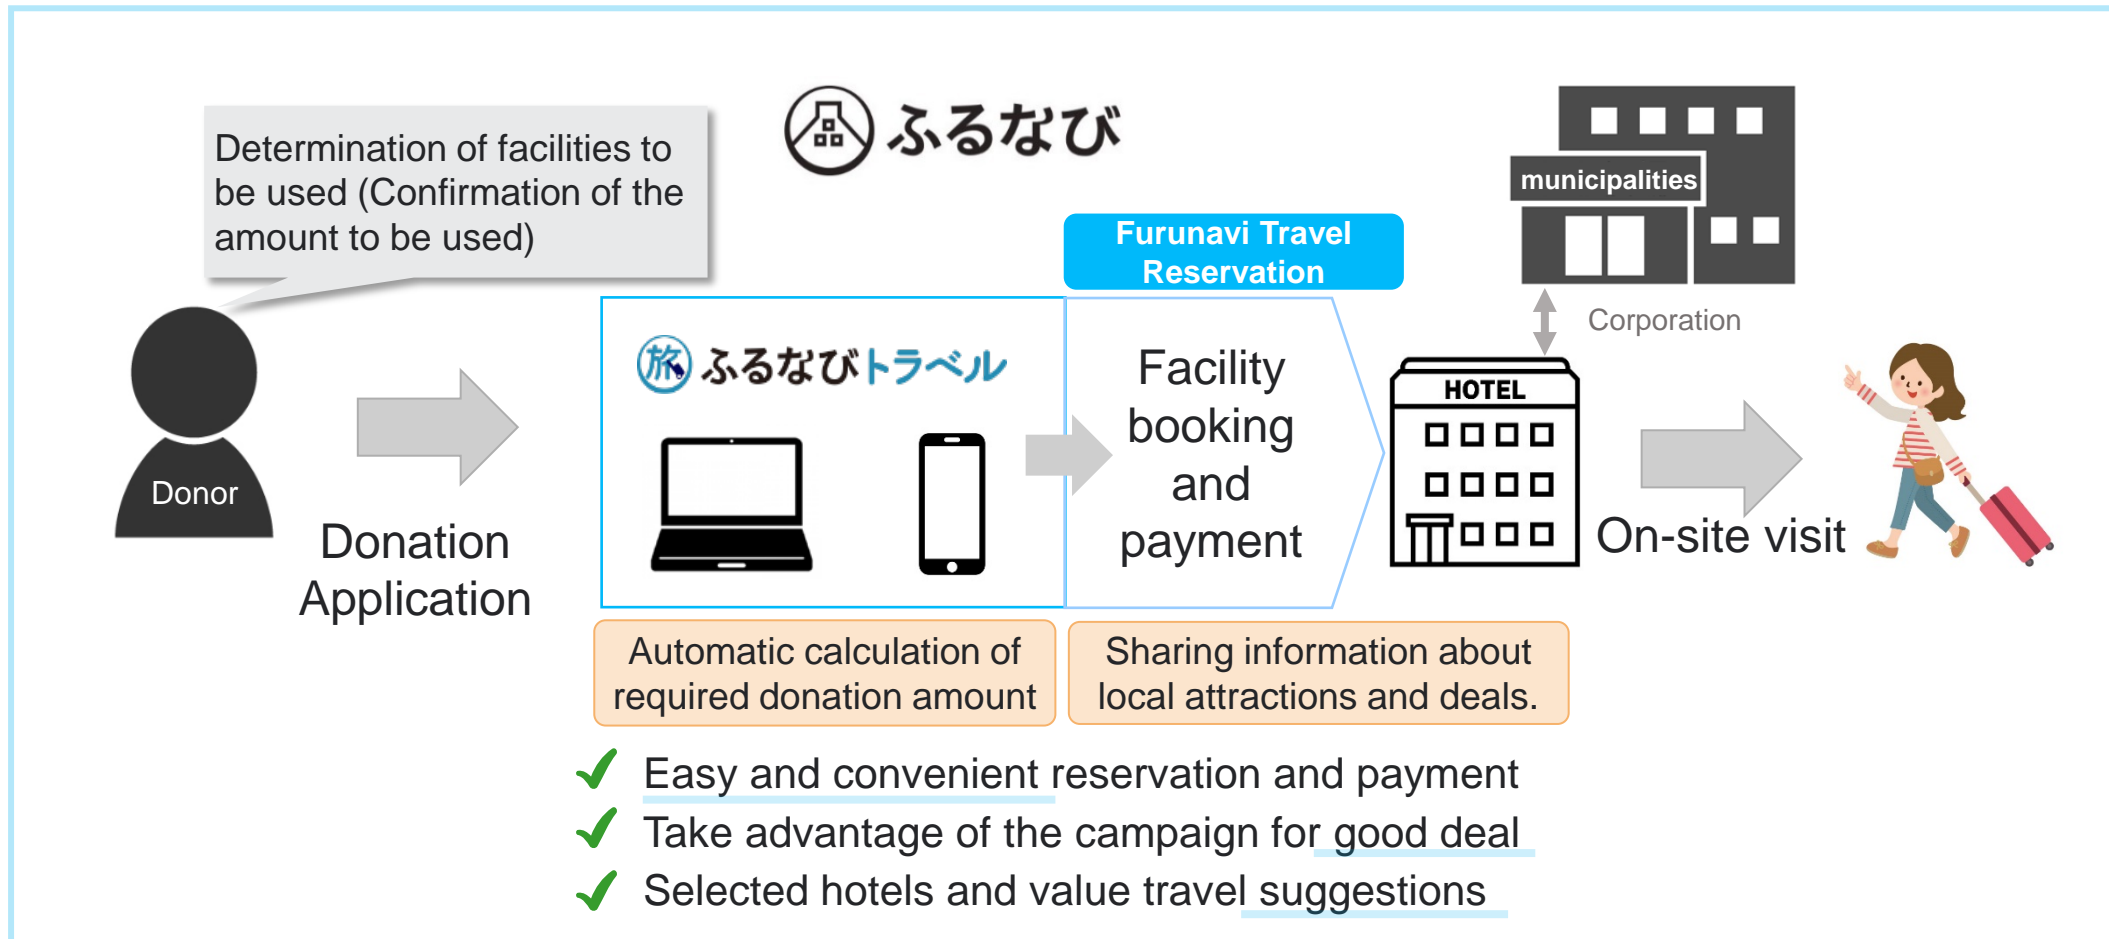 Determination of facilities to
be used (Confirmation of the
amount to be used)
ふるなび
municipalities
Furunavi Travel
Reservation
Corporation
旅 ふるなびトラベル
Facility
booking
and
payment
HOTEL
Donor
Donation
Application
On-site visit
Automatic calculation of
required donation amount
Sharing information about
local attractions and deals.
Easy and convenient reservation and payment
Take advantage of the campaign for good deal
Selected hotels and value travel suggestions